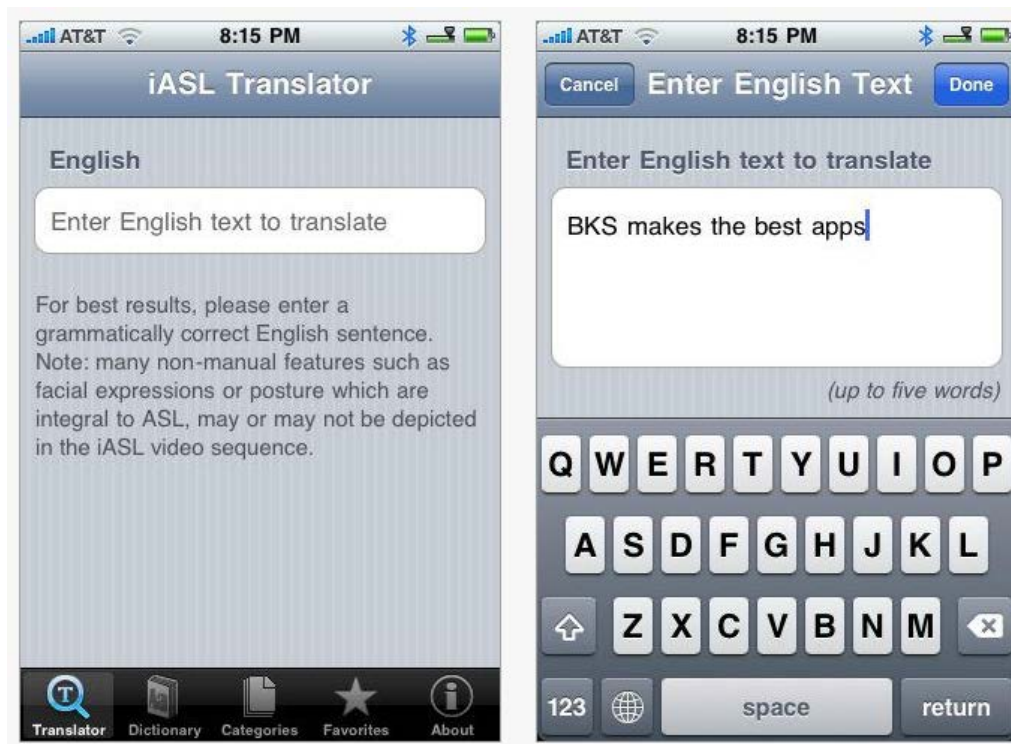 AT&T 8:15 PM
iASL Translator
English
Enter English text to translate
For best results, please enter a
grammatically correct English sentence.
Note: many non-manual features such as
facial expressions or posture which are
integral to ASL, may or may not be depicted
in the iASL video sequence.
T
Translator Dictionary Categories Favorites About
AT&T 8:15 PM
Cancel Enter English Text Done
Enter English text to translate
BKS makes the best apps
(up to five words)
Q W E R T Y U I O P
A S D F G H J K L
Z X C V B N M
123 space return